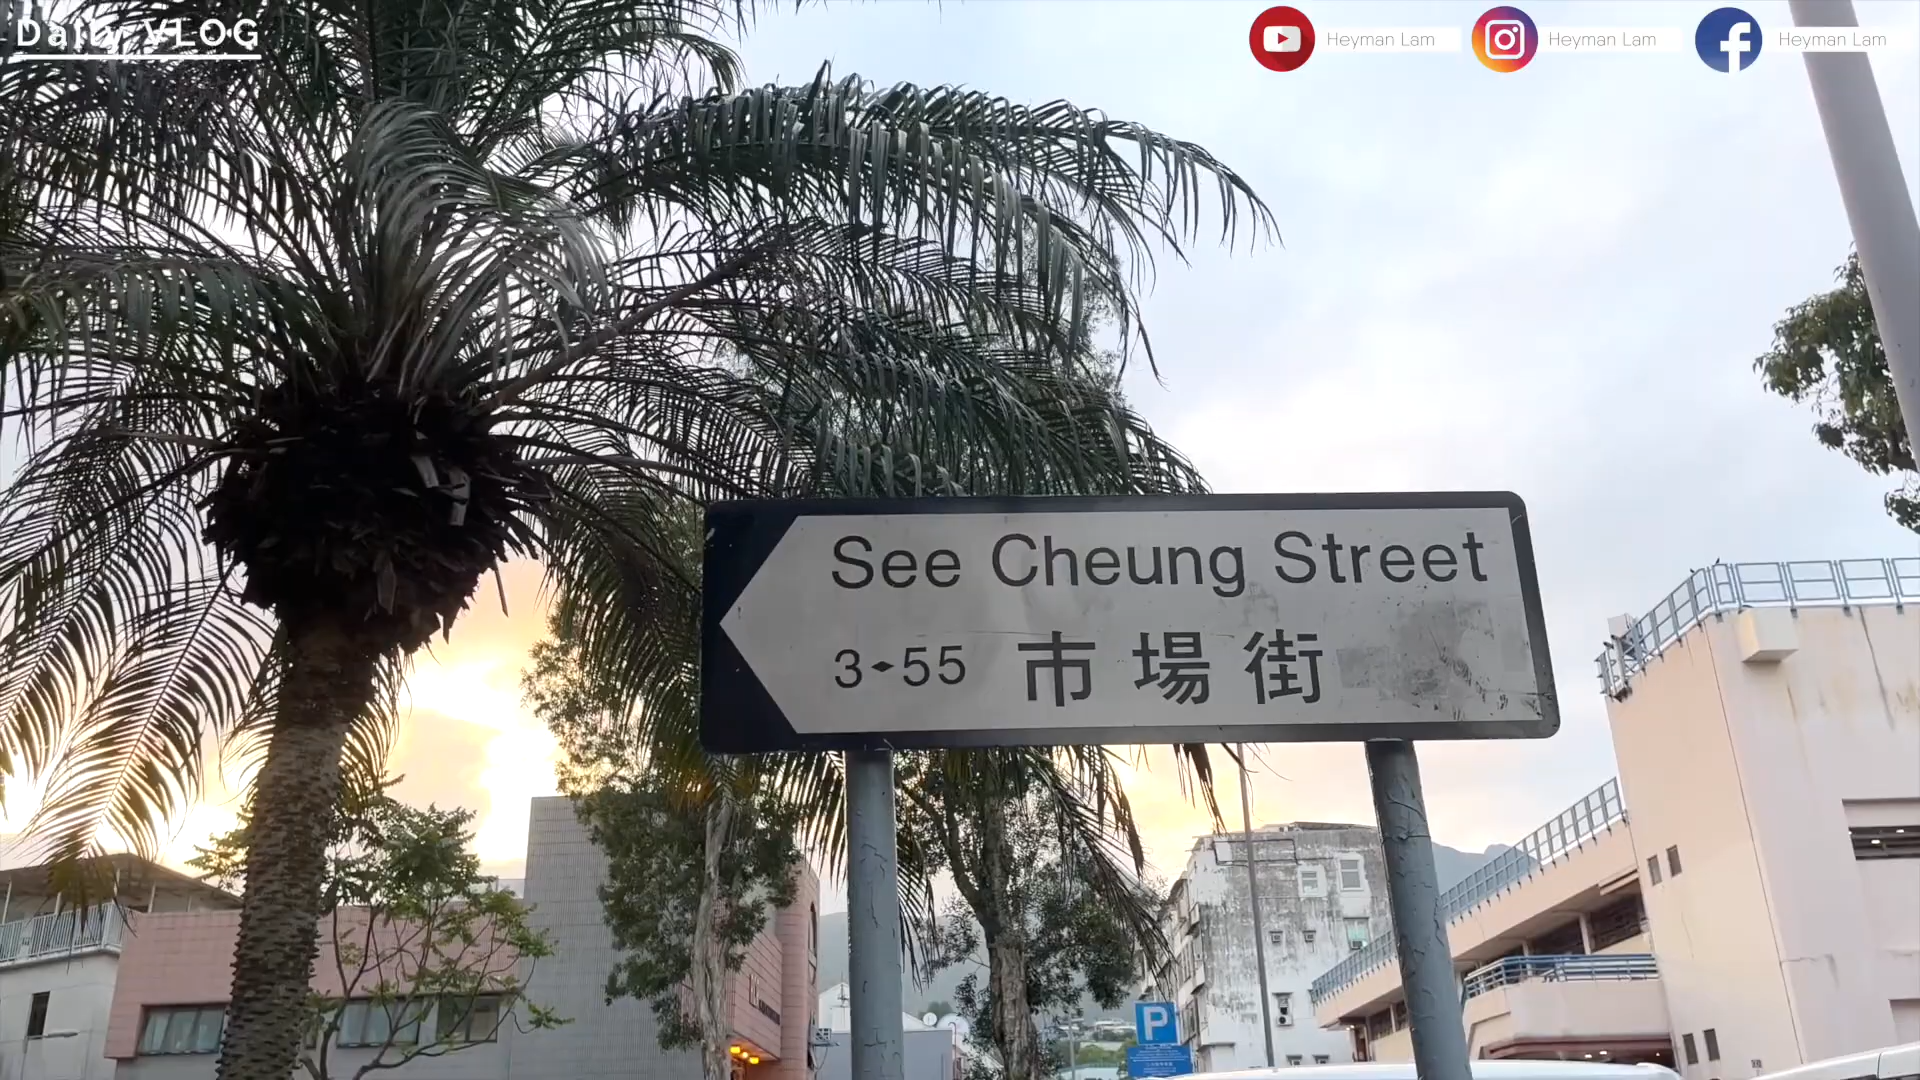 Daily VLOG
Heyman Lam
Heyman Lam
Heyman Lam
See Cheung Street
3-55 市場街
P